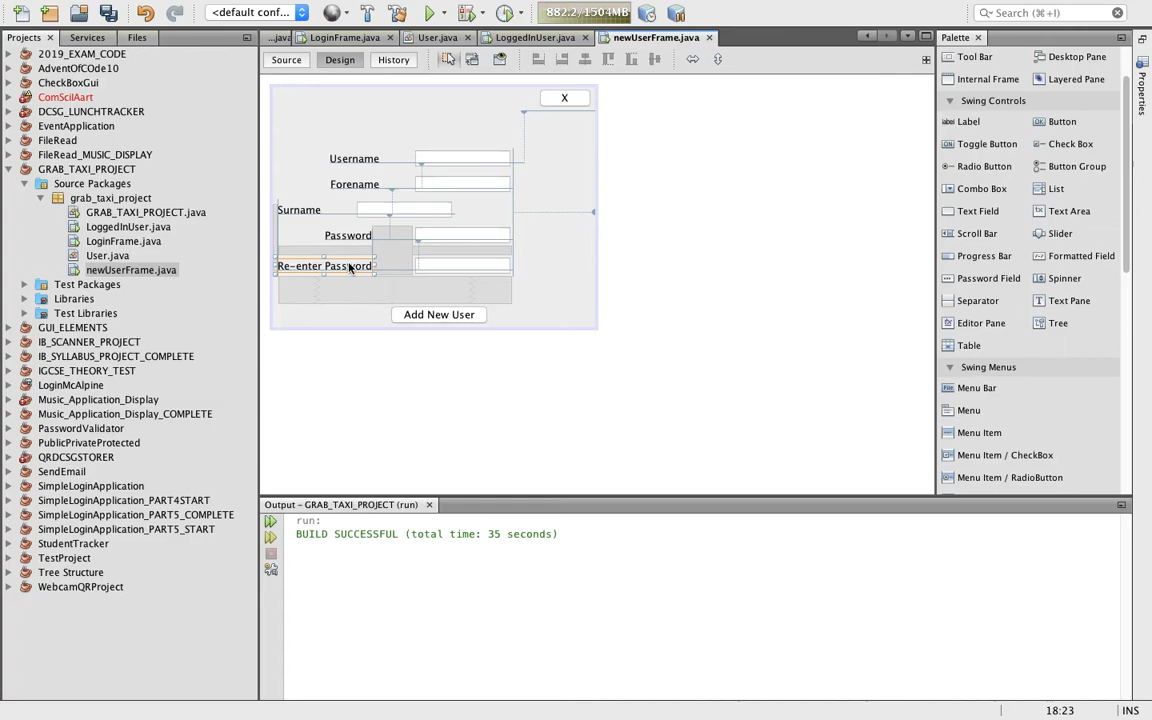 <default conf...
882.2/1504MB
Search (⌘+I)
Projects
Services
Files
...java
LoginFrame.java
User.java
LoggedInUser.java
newUserFrame.java
Palette
Source
Design
History
2019_EXAM_CODE
AdventOfCOde10
CheckBoxGui
ComSciIAart
DCSG_LUNCHTRACKER
EventApplication
FileRead
FileRead_MUSIC_DISPLAY
GRAB_TAXI_PROJECT
Source Packages
grab_taxi_project
GRAB_TAXI_PROJECT.java
LoggedInUser.java
LoginFrame.java
User.java
newUserFrame.java
Test Packages
Libraries
Test Libraries
GUI_ELEMENTS
IB_SCANNER_PROJECT
IB_SYLLABUS_PROJECT_COMPLETE
IGCSE_THEORY_TEST
LoginMcAlpine
Music_Application_Display
Music_Application_Display_COMPLETE
PasswordValidator
PublicPrivateProtected
QRDCSGSTORER
SendEmail
SimpleLoginApplication
SimpleLoginApplication_PART4START
SimpleLoginApplication_PART5_COMPLETE
SimpleLoginApplication_PART5_START
StudentTracker
TestProject
Tree Structure
WebcamQRProject
X
Username
Forename
Surname
Password
Re-enter Password
Add New User
Tool Bar
Desktop Pane
Internal Frame
Layered Pane
Swing Controls
Label
Button
Toggle Button
Check Box
Radio Button
Button Group
Combo Box
List
Text Field
Text Area
Scroll Bar
Slider
Progress Bar
Formatted Field
Password Field
Spinner
Separator
Text Pane
Editor Pane
Tree
Table
Swing Menus
Menu Bar
Menu
Menu Item
Menu Item / CheckBox
Menu Item / RadioButton
Properties
Output – GRAB_TAXI_PROJECT (run)
run:
BUILD SUCCESSFUL (total time: 35 seconds)
18:23
INS